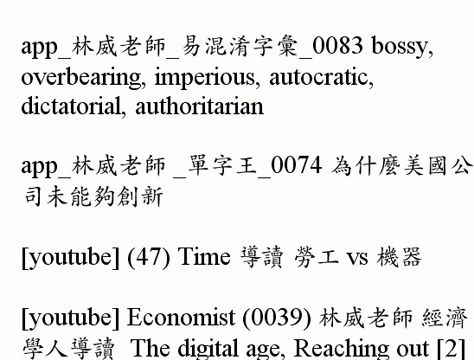 app_林威老師_易混淆字彙_0083 bossy,
overbearing, imperious, autocratic,
dictatorial, authoritarian
app_林威老師 _單字王_0074 為什麼美國公
司未能夠創新
[youtube] (47) Time 導讀 勞工 vs 機器
[youtube] Economist (0039) 林威老師 經濟
學人導讀_The digital age, Reaching out [2]